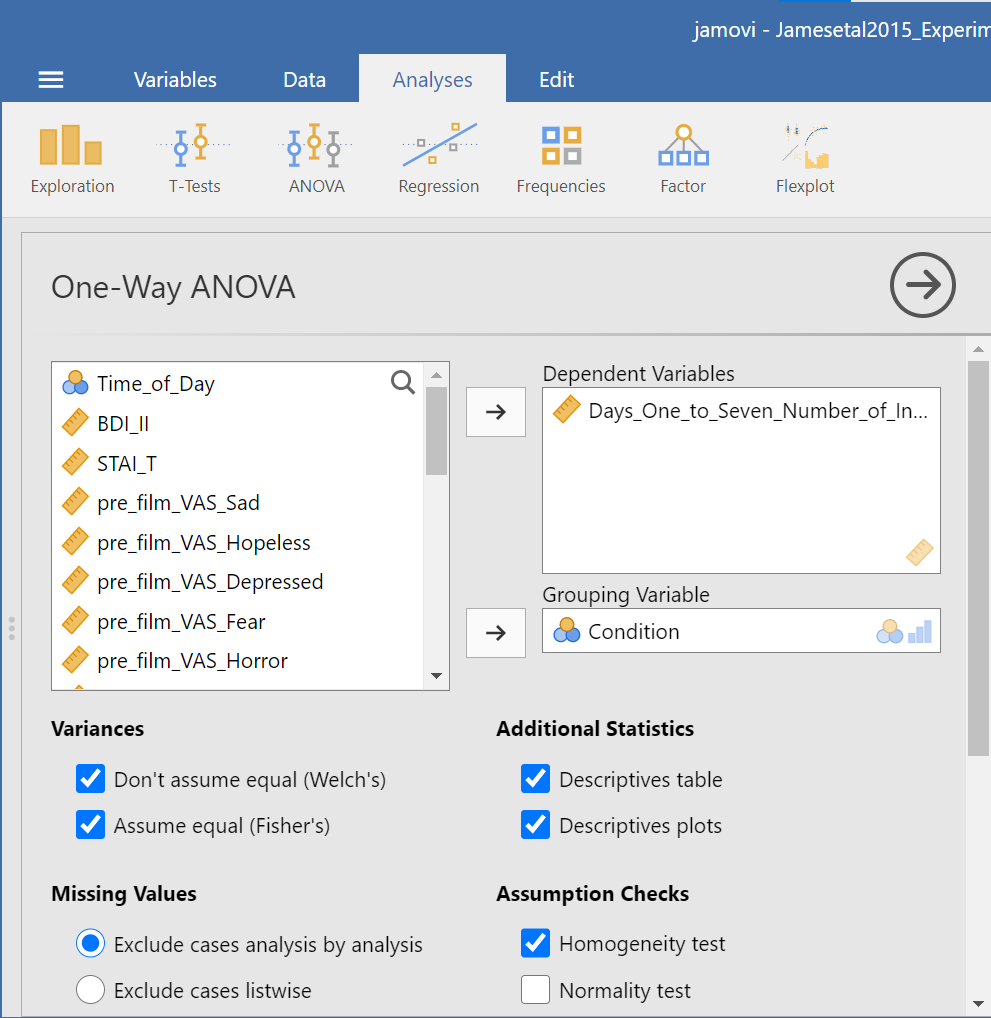 jamovi - Jamesetal2015_Experim
Variables Data Analyses Edit
Exploration T-Tests ANOVA Regression Frequencies Factor Flexplot
One-Way ANOVA
Time_of_Day
BDI_II
STAI_T
pre_film_VAS_Sad
pre_film_VAS_Hopeless
pre_film_VAS_Depressed
pre_film_VAS_Fear
pre_film_VAS_Horror
Dependent Variables
Days_One_to_Seven_Number_of_In...
Grouping Variable
Condition
Variances
Don't assume equal (Welch's)
Assume equal (Fisher's)
Additional Statistics
Descriptives table
Descriptives plots
Missing Values
Exclude cases analysis by analysis
Exclude cases listwise
Assumption Checks
Homogeneity test
Normality test